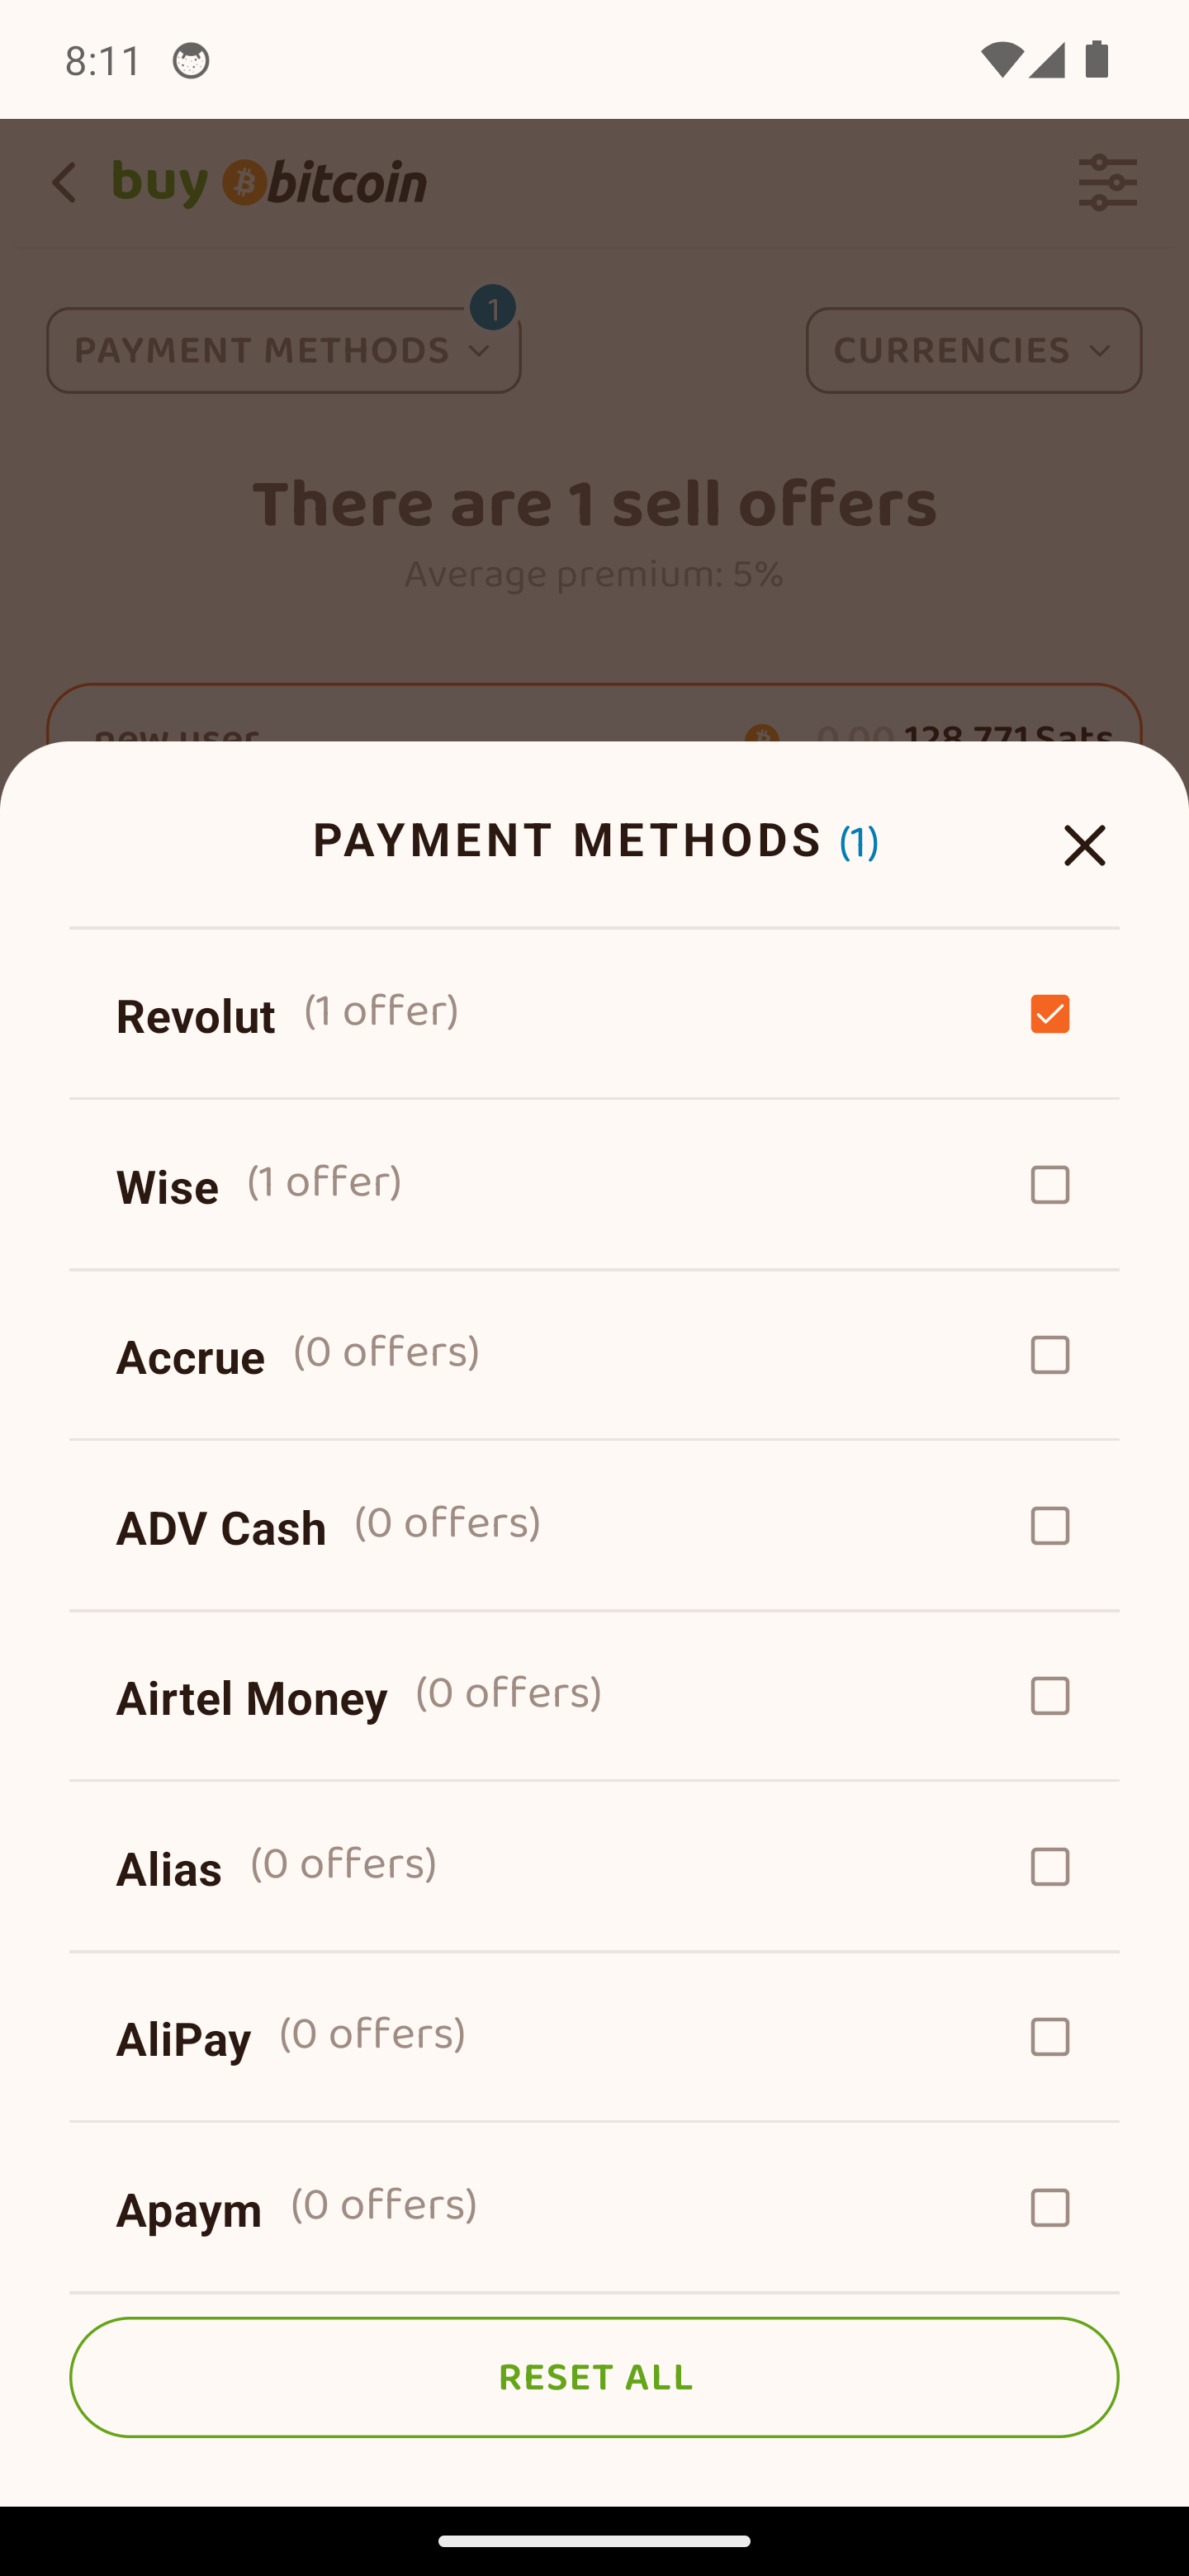 8:11
buy bitcoin
PAYMENT METHODS 1
CURRENCIES
There are 1 sell offers
Average premium: 5%
new user 0.00 128 771 Sats
PAYMENT METHODS (1)
Revolut (1 offer)
Wise (1 offer)
Accrue (0 offers)
ADV Cash (0 offers)
Airtel Money (0 offers)
Alias (0 offers)
AliPay (0 offers)
Apaym (0 offers)
RESET ALL